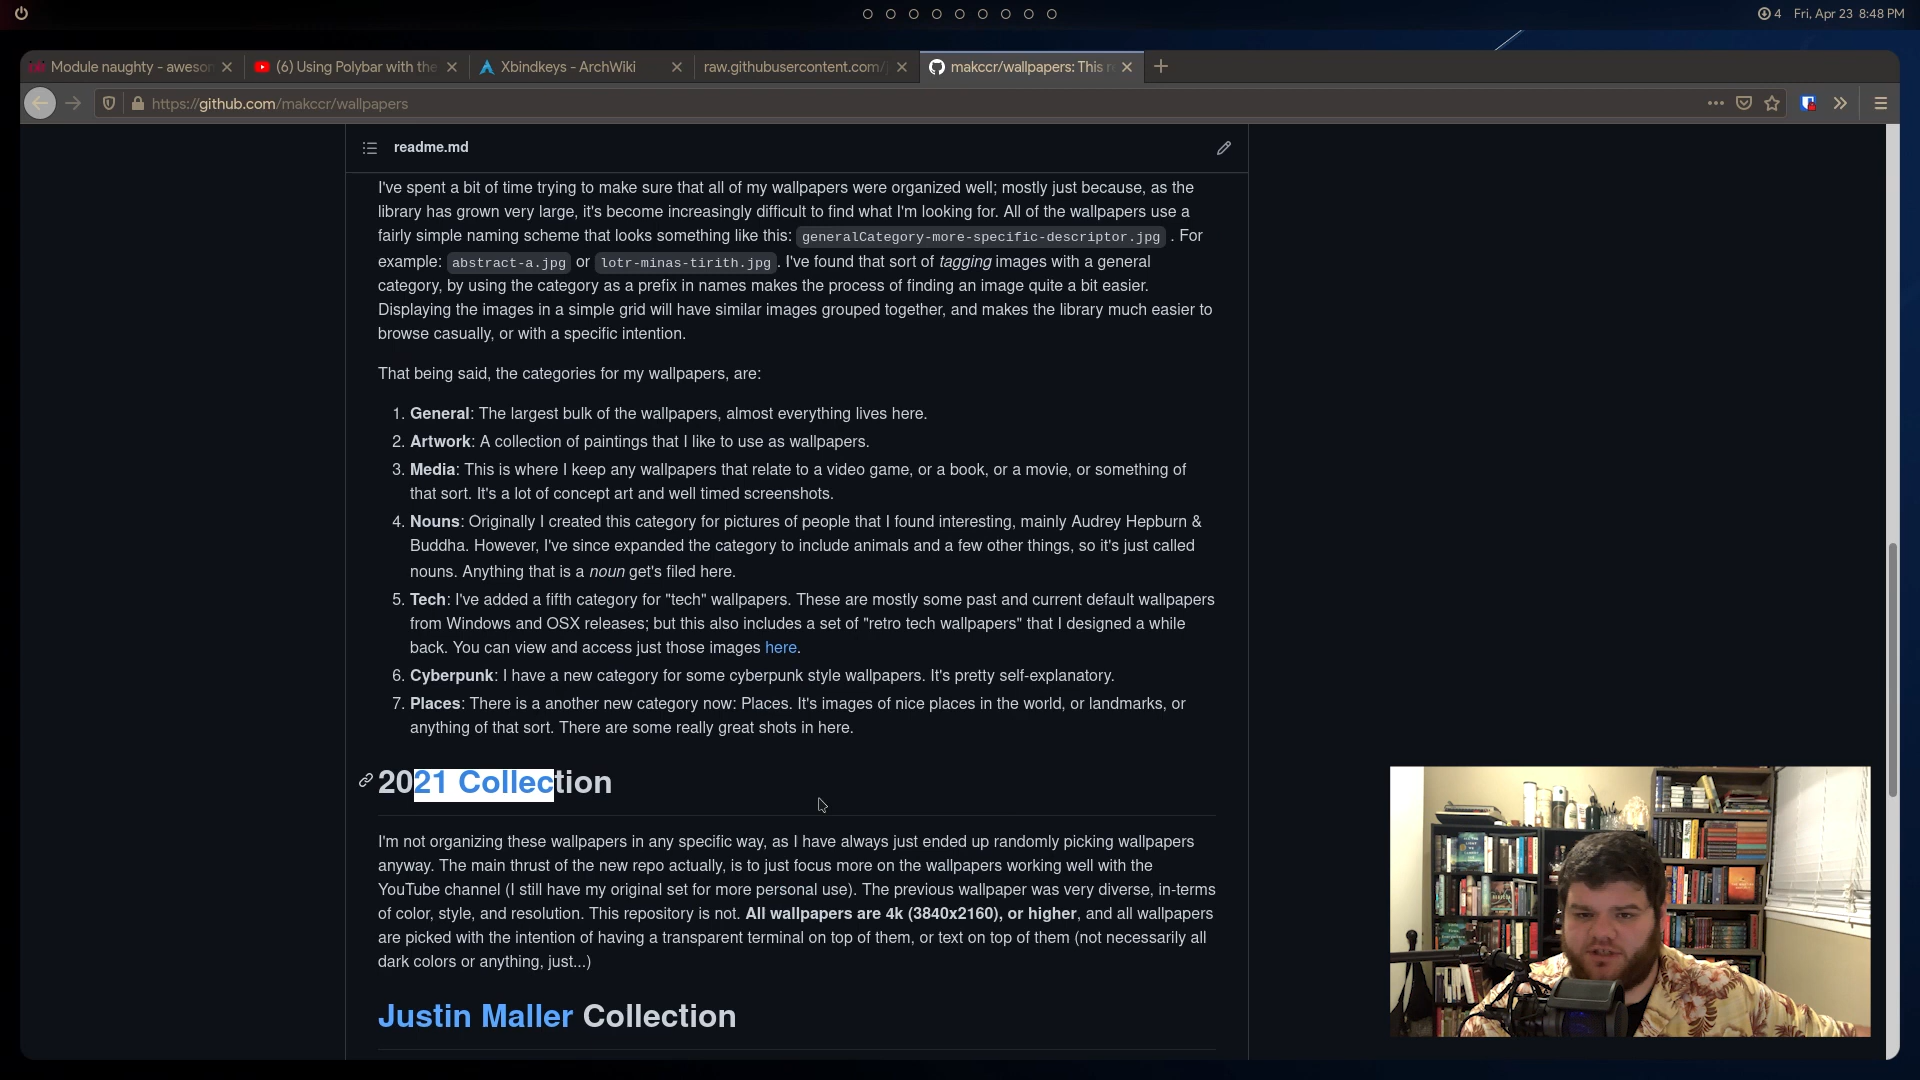 4 Fri, Apr 23 8:48 PM
Module naughty - aweson
(6) Using Polybar with the
Xbindkeys - ArchWiki
raw.githubusercontent.com/
makccr/wallpapers: This r
https://github.com/makccr/wallpapers
readme.md
I've spent a bit of time trying to make sure that all of my wallpapers were organized well; mostly just because, as the
library has grown very large, it's become increasingly difficult to find what I'm looking for. All of the wallpapers use a
fairly simple naming scheme that looks something like this: generalCategory-more-specific-descriptor.jpg . For
example: abstract-a.jpg or lotr-minas-tirith.jpg. I've found that sort of tagging images with a general
category, by using the category as a prefix in names makes the process of finding an image quite a bit easier.
Displaying the images in a simple grid will have similar images grouped together, and makes the library much easier to
browse casually, or with a specific intention.
That being said, the categories for my wallpapers, are:
1. General: The largest bulk of the wallpapers, almost everything lives here.
2. Artwork: A collection of paintings that I like to use as wallpapers.
3. Media: This is where I keep any wallpapers that relate to a video game, or a book, or a movie, or something of
that sort. It's a lot of concept art and well timed screenshots.
4. Nouns: Originally I created this category for pictures of people that I found interesting, mainly Audrey Hepburn &
Buddha. However, I've since expanded the category to include animals and a few other things, so it's just called
nouns. Anything that is a noun get's filed here.
5. Tech: I've added a fifth category for "tech" wallpapers. These are mostly some past and current default wallpapers
from Windows and OSX releases; but this also includes a set of "retro tech wallpapers" that I designed a while
back. You can view and access just those images here.
6. Cyberpunk: I have a new category for some cyberpunk style wallpapers. It's pretty self-explanatory.
7. Places: There is a another new category now: Places. It's images of nice places in the world, or landmarks, or
anything of that sort. There are some really great shots in here.
2021 Collection
I'm not organizing these wallpapers in any specific way, as I have always just ended up randomly picking wallpapers
anyway. The main thrust of the new repo actually, is to just focus more on the wallpapers working well with the
YouTube channel (I still have my original set for more personal use). The previous wallpaper was very diverse, in-terms
of color, style, and resolution. This repository is not. All wallpapers are 4k (3840x2160), or higher, and all wallpapers
are picked with the intention of having a transparent terminal on top of them, or text on top of them (not necessarily all
dark colors or anything, just...)
Justin Maller Collection